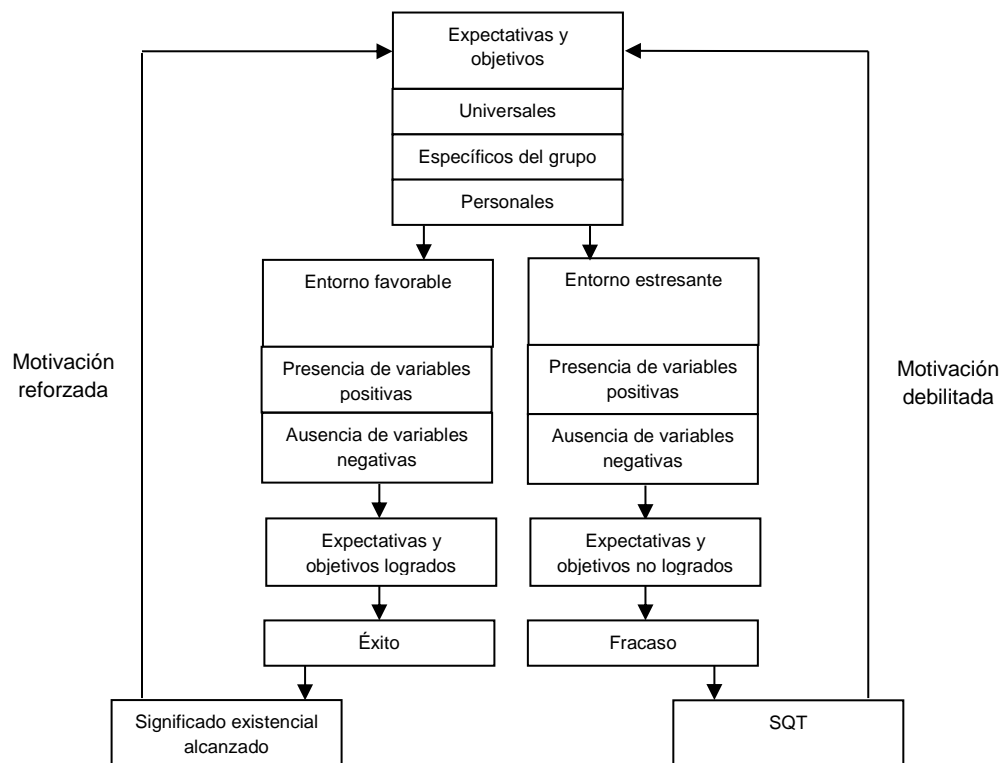 Expectativas y
objetivos
Universales
Específicos del grupo
Personales
Entorno favorable
Entorno estresante
Motivación
reforzada
Motivación
debilitada
Presencia de variables
positivas
Presencia de variables
positivas
Ausencia de variables
negativas
Ausencia de variables
negativas
Expectativas y
objetivos logrados
Expectativas y
objetivos no logrados
Éxito
Fracaso
Significado existencial
alcanzado
SQT